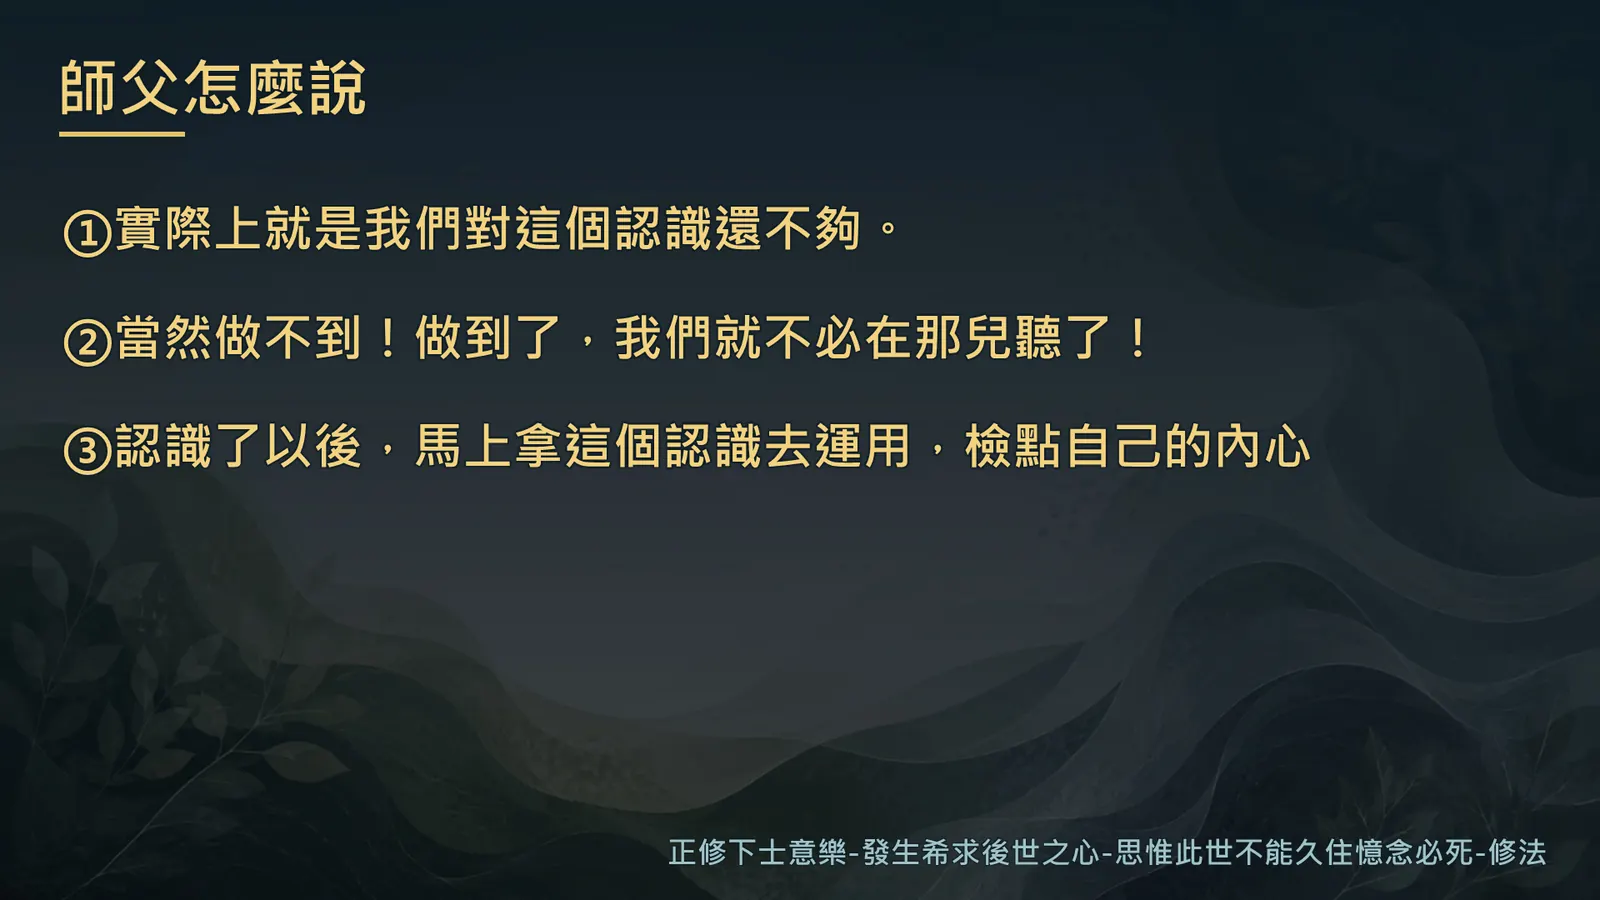 師父怎麼說
①實際上就是我們對這個認識還不夠。
②當然做不到！做到了，我們就不必在那兒聽了！
③認識了以後，馬上拿這個認識去運用，檢點自己的內心
正修下士意樂-發生希求後世之心-思惟此世不能久住憶念必死-修法